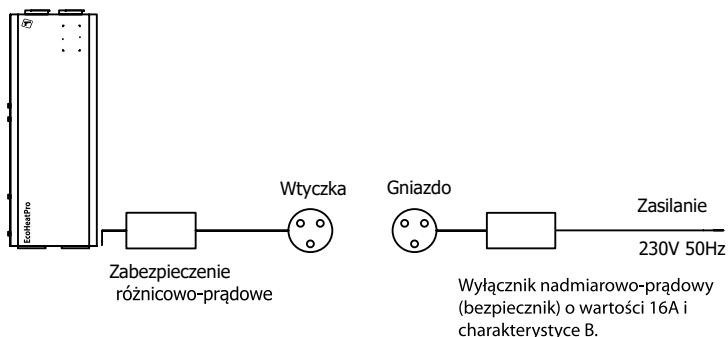 EcoHeatPro
Wtyczka
Gniazdo
Zasilanie
230V 50Hz
Zabezpieczenie
różnicowo-prądowe
Wyłącznik nadmiarowo-prądowy
(bezpiecznik) o wartości 16A i
charakterystyce B.